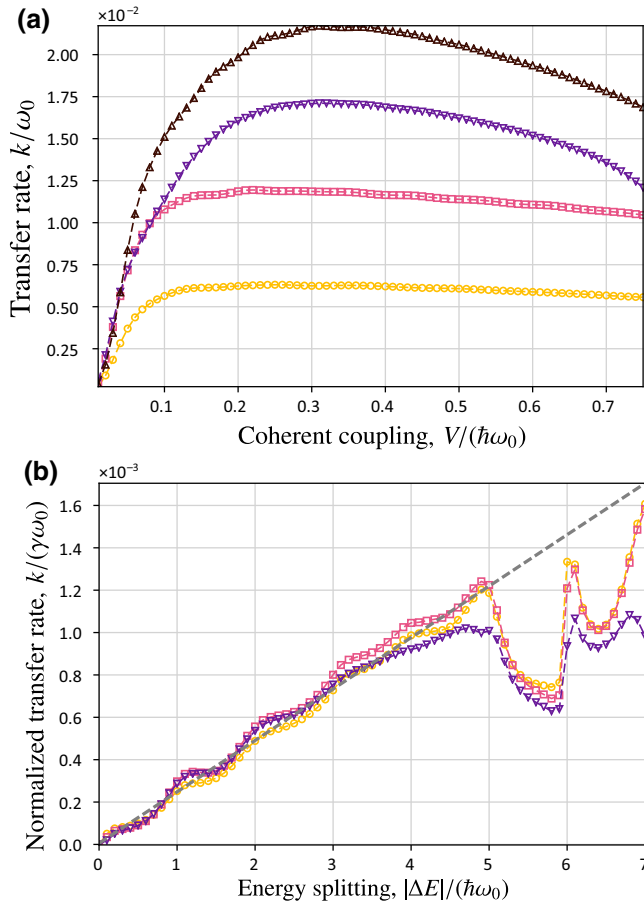 (a)
×10⁻²
2.00
1.75
1.50
1.25
1.00
0.75
0.50
0.25
Transfer rate, k/ω₀
0.1 0.2 0.3 0.4 0.5 0.6 0.7
Coherent coupling, V/(ħω₀)
(b)
×10⁻³
1.6
1.4
1.2
1.0
0.8
0.6
0.4
0.2
0.0
Normalized transfer rate, k/(γω₀)
0 1 2 3 4 5 6 7
Energy splitting, |ΔE|/(ħω₀)